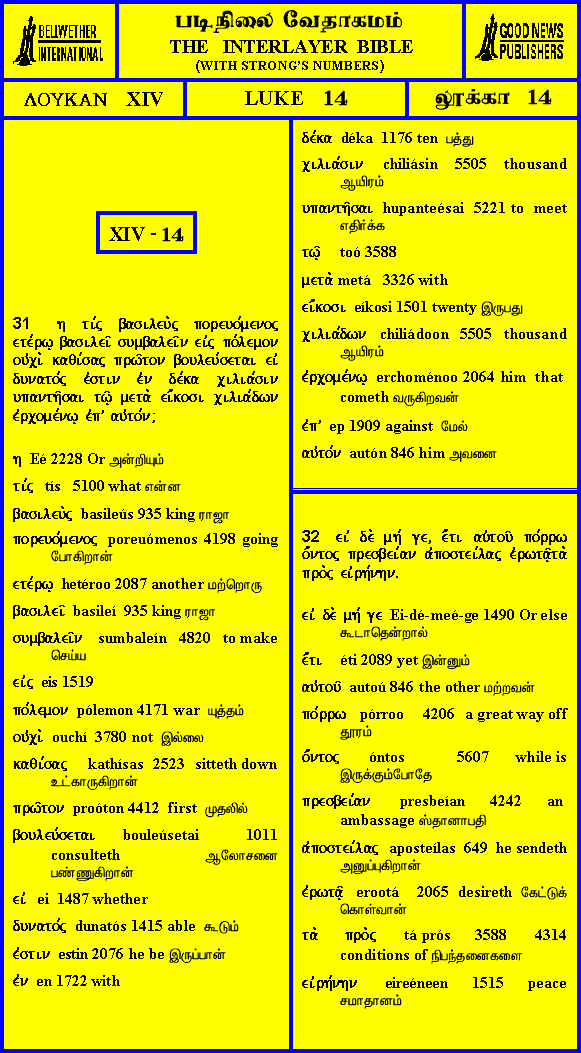 BELLWETHER
INTERNATIONAL
படிநிலை வேதாகமம்
THE INTERLAYER BIBLE
(WITH STRONG'S NUMBERS)
GOOD NEWS
PUBLISHERS
ΛΟΥΚΑΝ XIV
LUKE 14
லூக்கா 14
XIV - 14
31 η τίς βασιλεὺς πορευόμενος
ετέρῳ βασιλεῖ συμβαλεῖν εἰς πόλεμον
οὐχὶ καθίσας πρῶτον βουλεύσεται εἰ
δυνατός ἐστιν ἐν δέκα χιλιάσιν
υπαντῆσαι τῷ μετὰ εἴκοσι χιλιάδων
ἐρχομένῳ ἐπ' αὐτόν;
η Eé 2228 Or அன்றியும்
τίς tís 5100 what என்ன
βασιλεὺς basileús 935 king ராஜா
πορευόμενος poreuómenos 4198 going
போகிறான்
ετέρῳ hetéroo 2087 another மற்றொரு
βασιλεῖ basileí 935 king ராஜா
συμβαλεῖν sumbaleín 4820 to make
செய்ய
εἰς eis 1519
πόλεμον pólemon 4171 war யுத்தம்
οὐχὶ ouchí 3780 not இல்லை
καθίσας kathísas 2523 sitteth down
உட்காருகிறான்
πρῶτον proóton 4412 first முதலில்
βουλεύσεται bouleúsetai 1011
consulteth ஆலோசனை
பண்ணுகிறான்
εἰ ei 1487 whether
δυνατός dunatós 1415 able கூடும்
ἐστιν estin 2076 he be இருப்பான்
ἐν en 1722 with
δέκα déka 1176 ten பத்து
χιλιάσιν chiliásin 5505 thousand
ஆயிரம்
υπαντῆσαι hupanteésai 5221 to meet
எதிர்க்க
τῷ toó 3588
μετὰ metá 3326 with
εἴκοσι eíkosi 1501 twenty இருபது
χιλιάδων chiliádoon 5505 thousand
ஆயிரம்
ἐρχομένῳ erchoménoo 2064 him that
cometh வருகிறவன்
ἐπ' ep 1909 against மேல்
αὐτόν autón 846 him அவனை
32 εἰ δὲ μή γε, ἔτι αὐτοῦ πόρρω
ὄντος πρεσβείαν ἀποστείλας ἐρωτᾷτὰ
πρὸς εἰρήνην.
εἰ δὲ μή γε Ei-dé-meé-ge 1490 Or else
கூடாதென்றால்
ἔτι éti 2089 yet இன்னும்
αὐτοῦ autoú 846 the other மற்றவன்
πόρρω pórroo 4206 a great way off
தூரம்
ὄντος óntos 5607 while is
இருக்கும்போதே
πρεσβείαν presbeían 4242 an
ambassage ஸ்தானாபதி
ἀποστείλας aposteílas 649 he sendeth
அனுப்புகிறான்
ἐρωτᾷ erootá 2065 desireth கேட்டுக்
கொள்வான்
τὰ πρὸς tá prós 3588 4314
conditions of நிபந்தனைகளை
εἰρήνην eireéneen 1515 peace
சமாதானம்